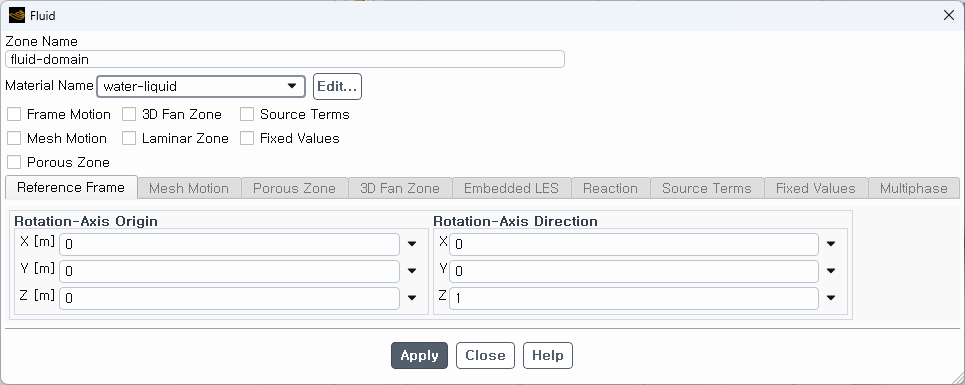 Fluid
Zone Name
fluid-domain
Material Name water-liquid Edit...
Frame Motion 3D Fan Zone Source Terms
Mesh Motion Laminar Zone Fixed Values
Porous Zone
Reference Frame Mesh Motion Porous Zone 3D Fan Zone Embedded LES Reaction Source Terms Fixed Values Multiphase
Rotation-Axis Origin Rotation-Axis Direction
X [m] 0 X 0
Y [m] 0 Y 0
Z [m] 0 Z 1
Apply Close Help